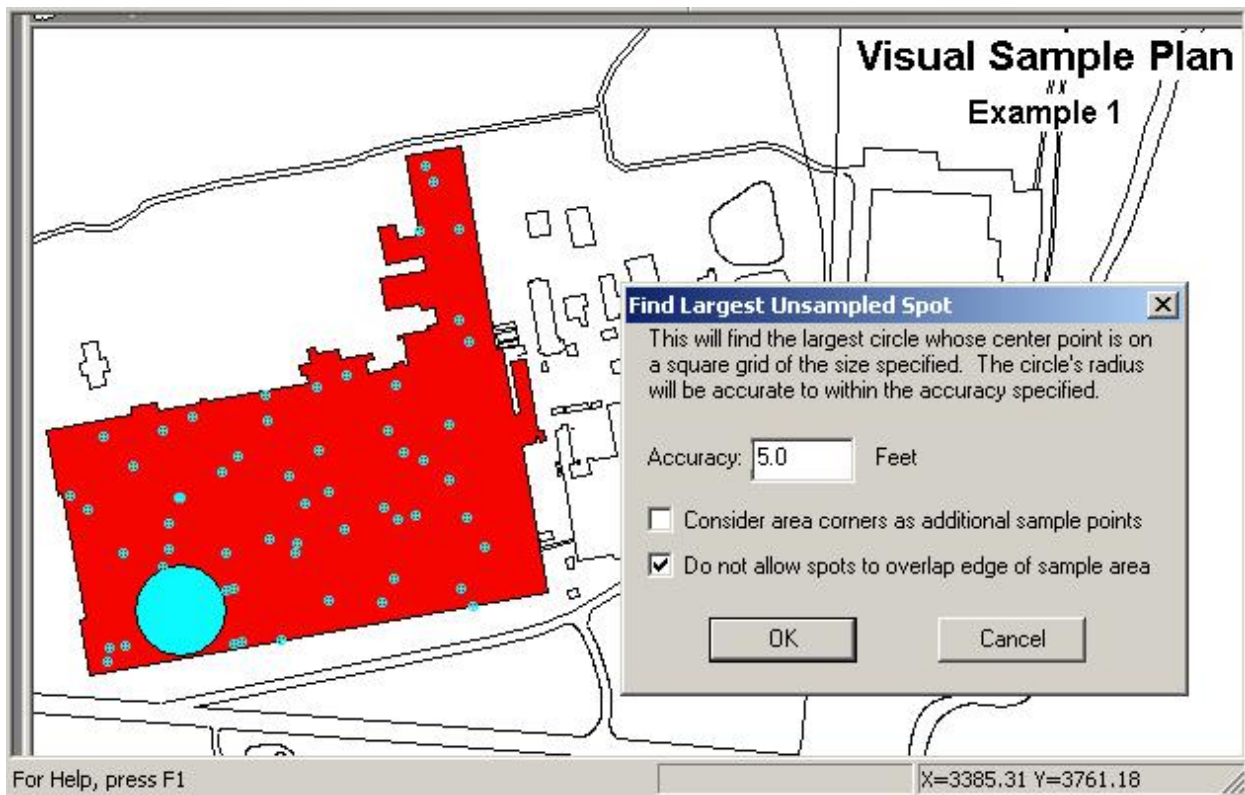 Visual Sample Plan
Example 1
Find Largest Unsampled Spot
This will find the largest circle whose center point is on
a square grid of the size specified. The circle's radius
will be accurate to within the accuracy specified.
Accuracy: 5.0 Feet
Consider area corners as additional sample points
Do not allow spots to overlap edge of sample area
OK Cancel
For Help, press F1 X=3385.31 Y=3761.18